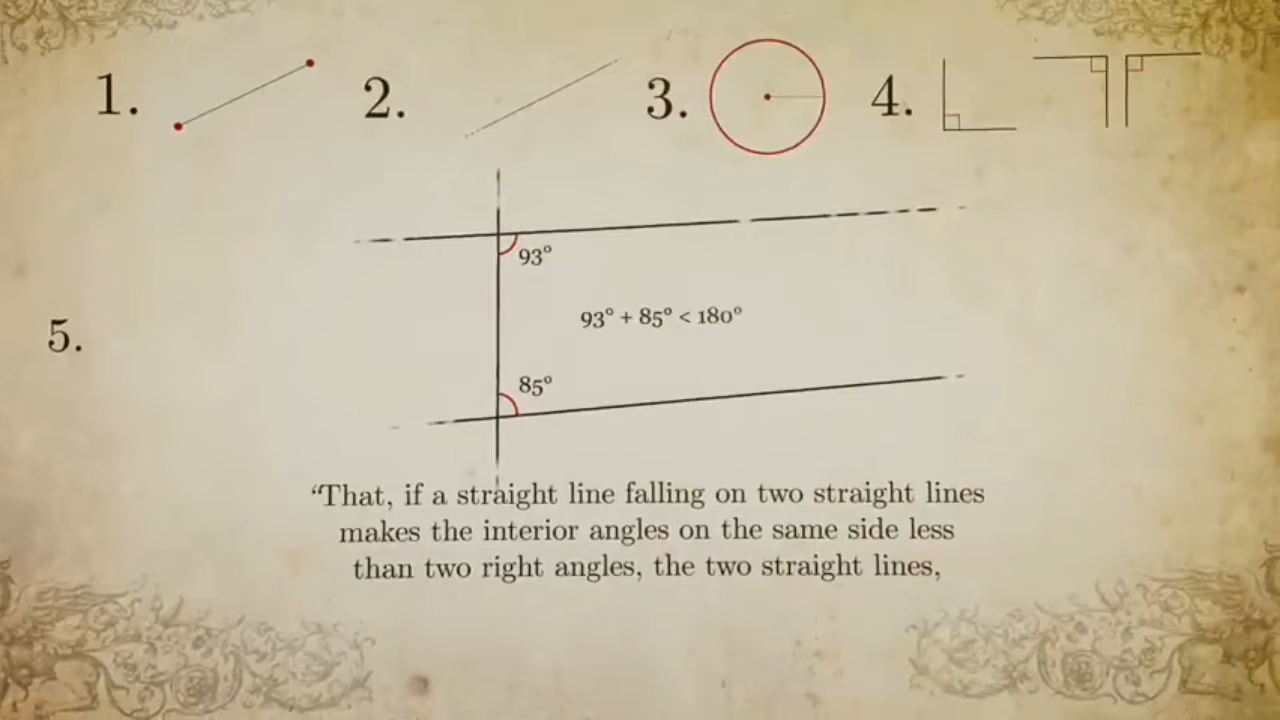 1.
2.
3.
4.
93°
93° + 85° < 180°
5.
85°
“That, if a straight line falling on two straight lines
makes the interior angles on the same side less
than two right angles, the two straight lines,